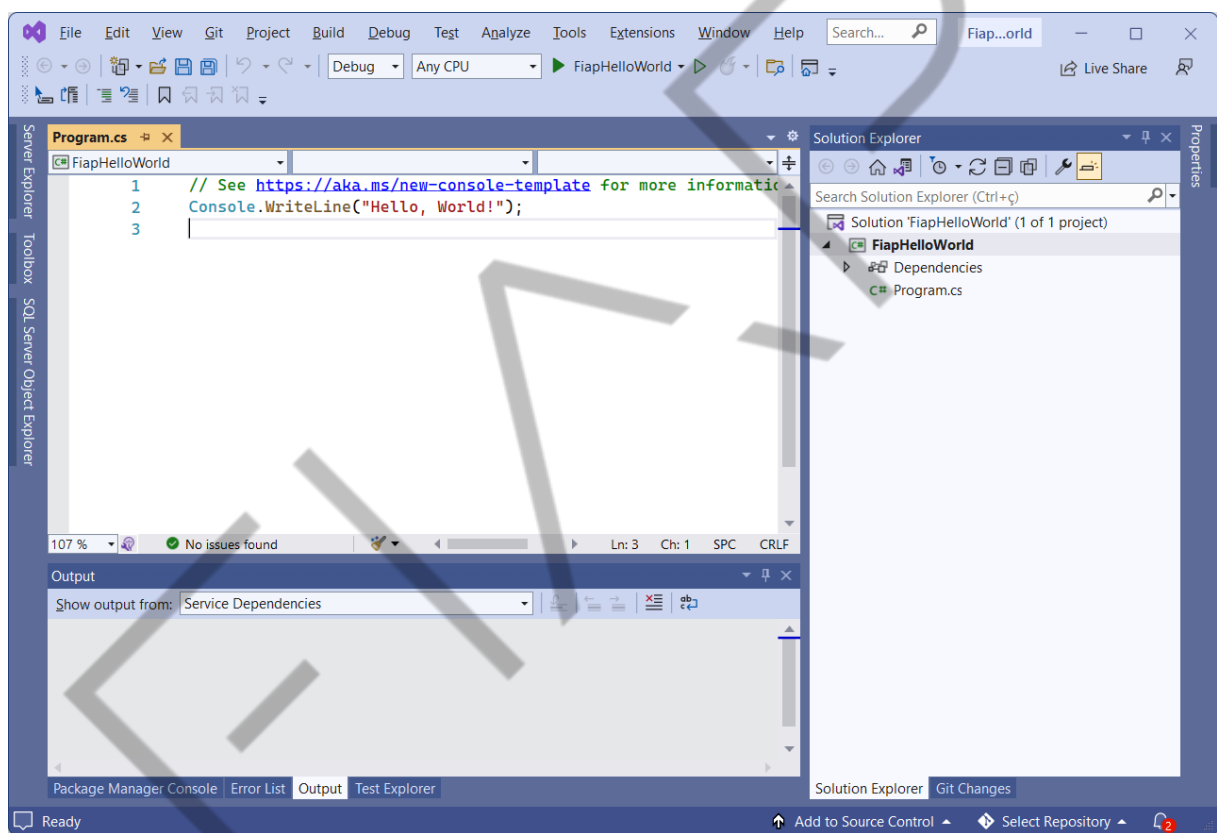 File Edit View Git Project Build Debug Test Analyze Tools Extensions Window Help Search... Fiap...orld
Debug Any CPU FiapHelloWorld Live Share
Server Explorer
Toolbox
SQL Server Object Explorer
Program.cs
FiapHelloWorld
1 // See https://aka.ms/new-console-template for more informatic
2 Console.WriteLine("Hello, World!");
3
107 % No issues found Ln: 3 Ch: 1 SPC CRLF
Output
Show output from: Service Dependencies
Package Manager Console Error List Output Test Explorer
Solution Explorer
Search Solution Explorer (Ctrl+ç)
Solution 'FiapHelloWorld' (1 of 1 project)
C# FiapHelloWorld
Dependencies
C# Program.cs
Solution Explorer Git Changes
Properties
Ready Add to Source Control Select Repository 2
FIAP